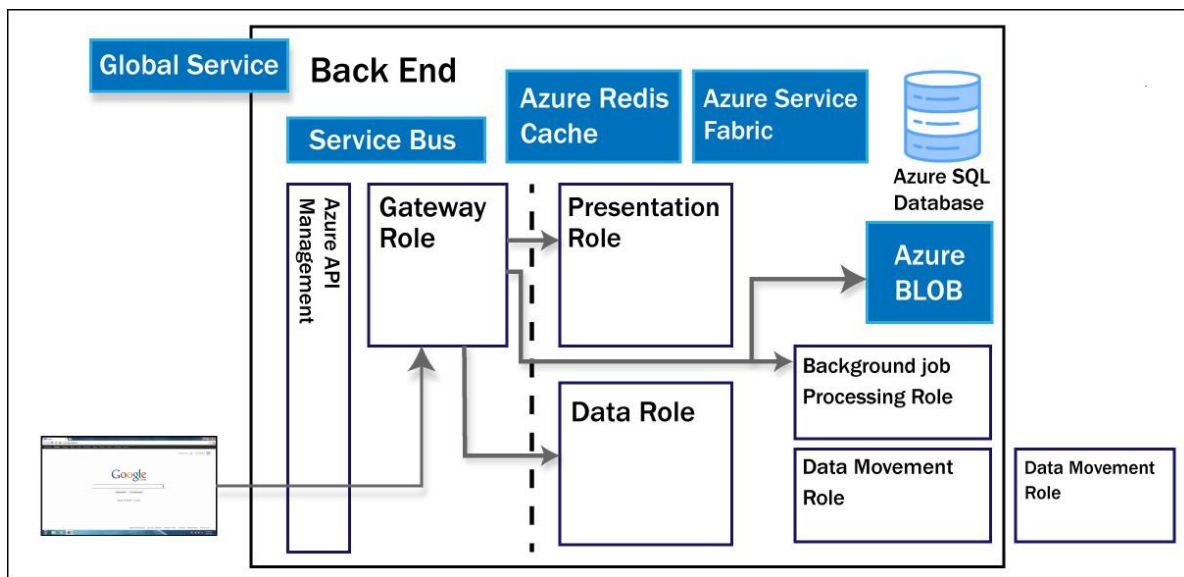 Global Service
Back End
Service Bus
Azure Redis
Cache
Azure Service
Fabric
Azure SQL
Database
Azure API
Management
Gateway
Role
Presentation
Role
Azure
BLOB
Background job
Processing Role
Data Role
Data Movement
Role
Data Movement
Role
Google